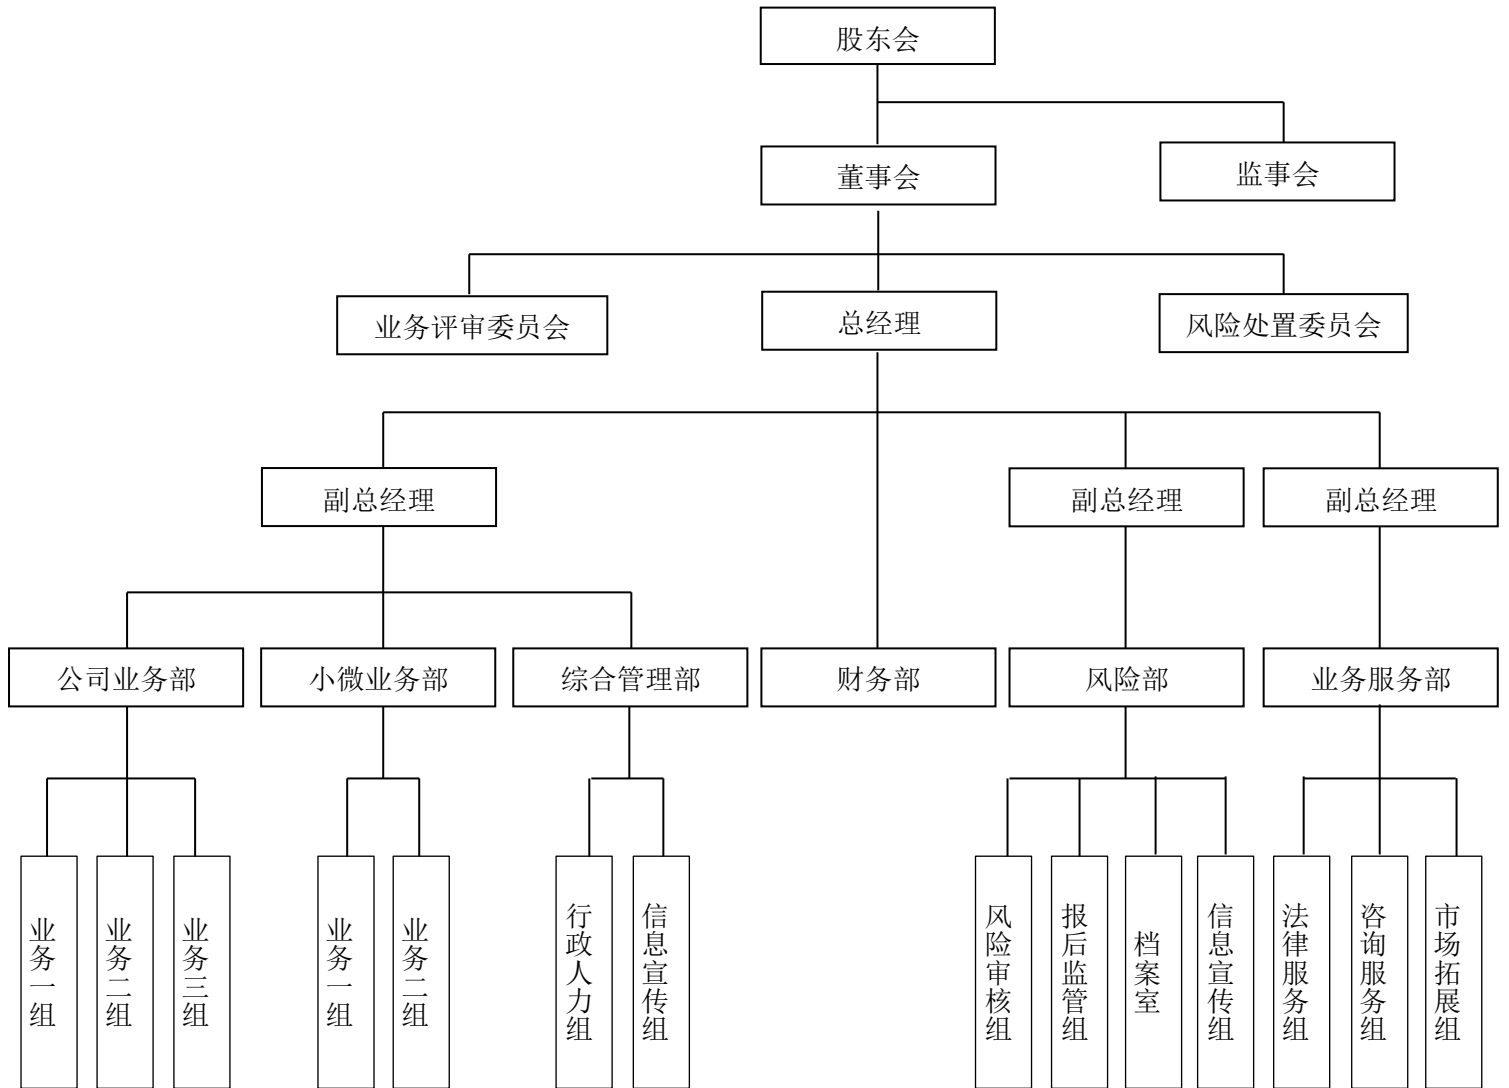 股东会
董事会
监事会
业务评审委员会
总经理
风险处置委员会
副总经理
副总经理
副总经理
公司业务部
小微业务部
综合管理部
财务部
风险部
业务服务部
业务一组
业务二组
业务三组
业务一组
业务二组
行政人力组
信息宣传组
风险审核组
报后监管组
档案室
信息宣传组
法律服务组
咨询服务组
市场拓展组